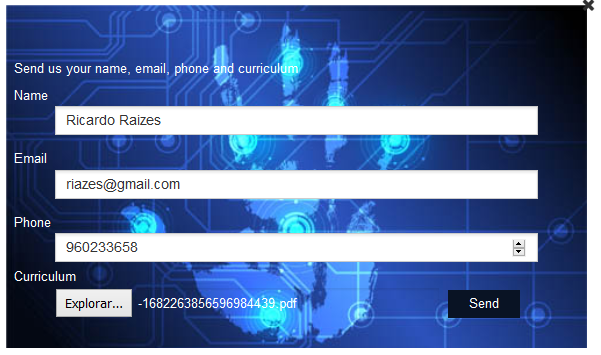 Send us your name, email, phone and curriculum
Name
Ricardo Raizes
Email
riazes@gmail.com
Phone
960233658
Curriculum
Explorar... -1682263856596984439.pdf Send